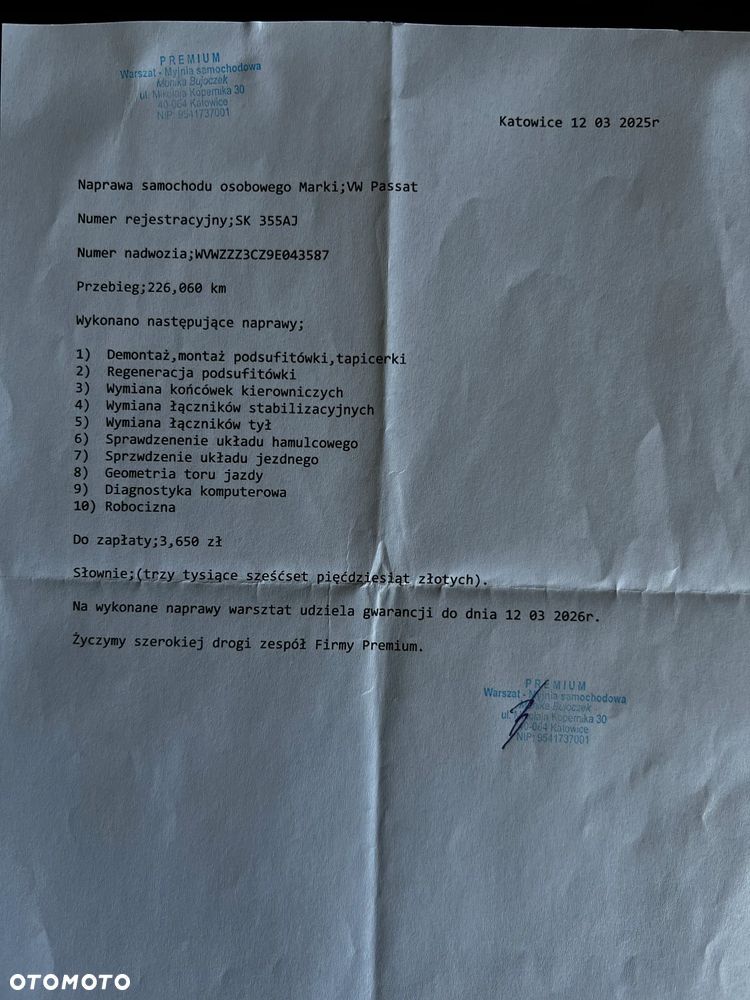 PREMIUM
Warszat - Myjnia samochodowa
Monika Bujoczek
ul. Mikołaja Kopernika 30
40-064 Katowice
NIP: 9541737001
Katowice 12 03 2025r
Naprawa samochodu osobowego Marki;VW Passat
Numer rejestracyjny;SK 355AJ
Numer nadwozia;WVWZZZ3CZ9E043587
Przebieg;226,060 km
Wykonano następujące naprawy;
1) Demontaż,montaż podsufitówki,tapicerki
2) Regeneracja podsufitówki
3) Wymiana końcówek kierowniczych
4) Wymiana łączników stabilizacyjnych
5) Wymiana łączników tył
6) Sprawdzenenie układu hamulcowego
7) Sprzwdzenie układu jezdnego
8) Geometria toru jazdy
9) Diagnostyka komputerowa
10) Robocizna
Do zapłaty;3,650 zł
Słownie;(trzy tysiące sześćset pięćdziesiąt złotych).
Na wykonane naprawy warsztat udziela gwarancji do dnia 12 03 2026r.
Życzymy szerokiej drogi zespół Firmy Premium.
PREMIUM
Warszat - Myjnia samochodowa
Monika Bujoczek
ul. Mikołaja Kopernika 30
40-064 Katowice
NIP: 9541737001
OTOMOTO